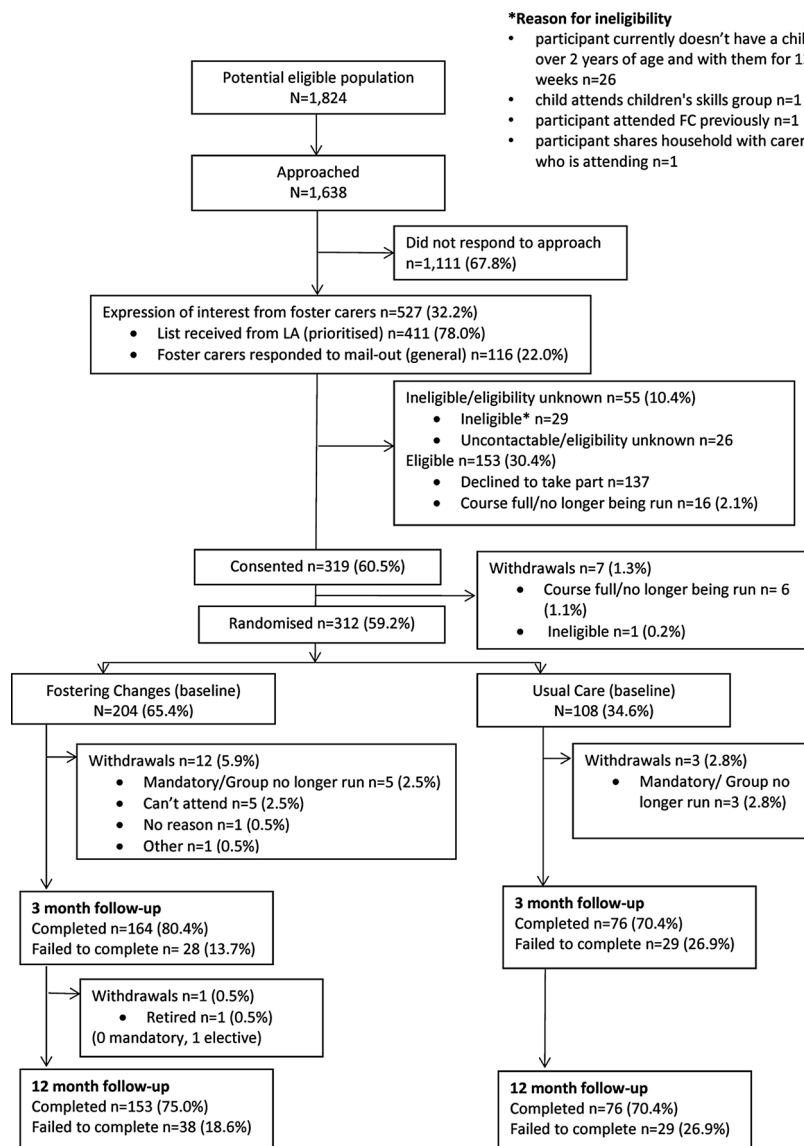 *Reason for ineligibility
• participant currently doesn’t have a chil
over 2 years of age and with them for 1
weeks n=26
• child attends children's skills group n=1
• participant attended FC previously n=1
• participant shares household with carer
who is attending n=1
Potential eligible population
N=1,824
Approached
N=1,638
Did not respond to approach
n=1,111 (67.8%)
Expression of interest from foster carers n=527 (32.2%)
• List received from LA (prioritised) n=411 (78.0%)
• Foster carers responded to mail-out (general) n=116 (22.0%)
Ineligible/eligibility unknown n=55 (10.4%)
• Ineligible* n=29
• Uncontactable/eligibility unknown n=26
Eligible n=153 (30.4%)
• Declined to take part n=137
• Course full/no longer being run n=16 (2.1%)
Consented n=319 (60.5%)
Withdrawals n=7 (1.3%)
• Course full/no longer being run n= 6
(1.1%)
• Ineligible n=1 (0.2%)
Randomised n=312 (59.2%)
Fostering Changes (baseline)
N=204 (65.4%)
Usual Care (baseline)
N=108 (34.6%)
Withdrawals n=12 (5.9%)
• Mandatory/Group no longer run n=5 (2.5%)
• Can’t attend n=5 (2.5%)
• No reason n=1 (0.5%)
• Other n=1 (0.5%)
Withdrawals n=3 (2.8%)
• Mandatory/ Group no
longer run n=3 (2.8%)
3 month follow-up
Completed n=164 (80.4%)
Failed to complete n= 28 (13.7%)
3 month follow-up
Completed n=76 (70.4%)
Failed to complete n=29 (26.9%)
Withdrawals n=1 (0.5%)
• Retired n=1 (0.5%)
(0 mandatory, 1 elective)
12 month follow-up
Completed n=153 (75.0%)
Failed to complete n=38 (18.6%)
12 month follow-up
Completed n=76 (70.4%)
Failed to complete n=29 (26.9%)